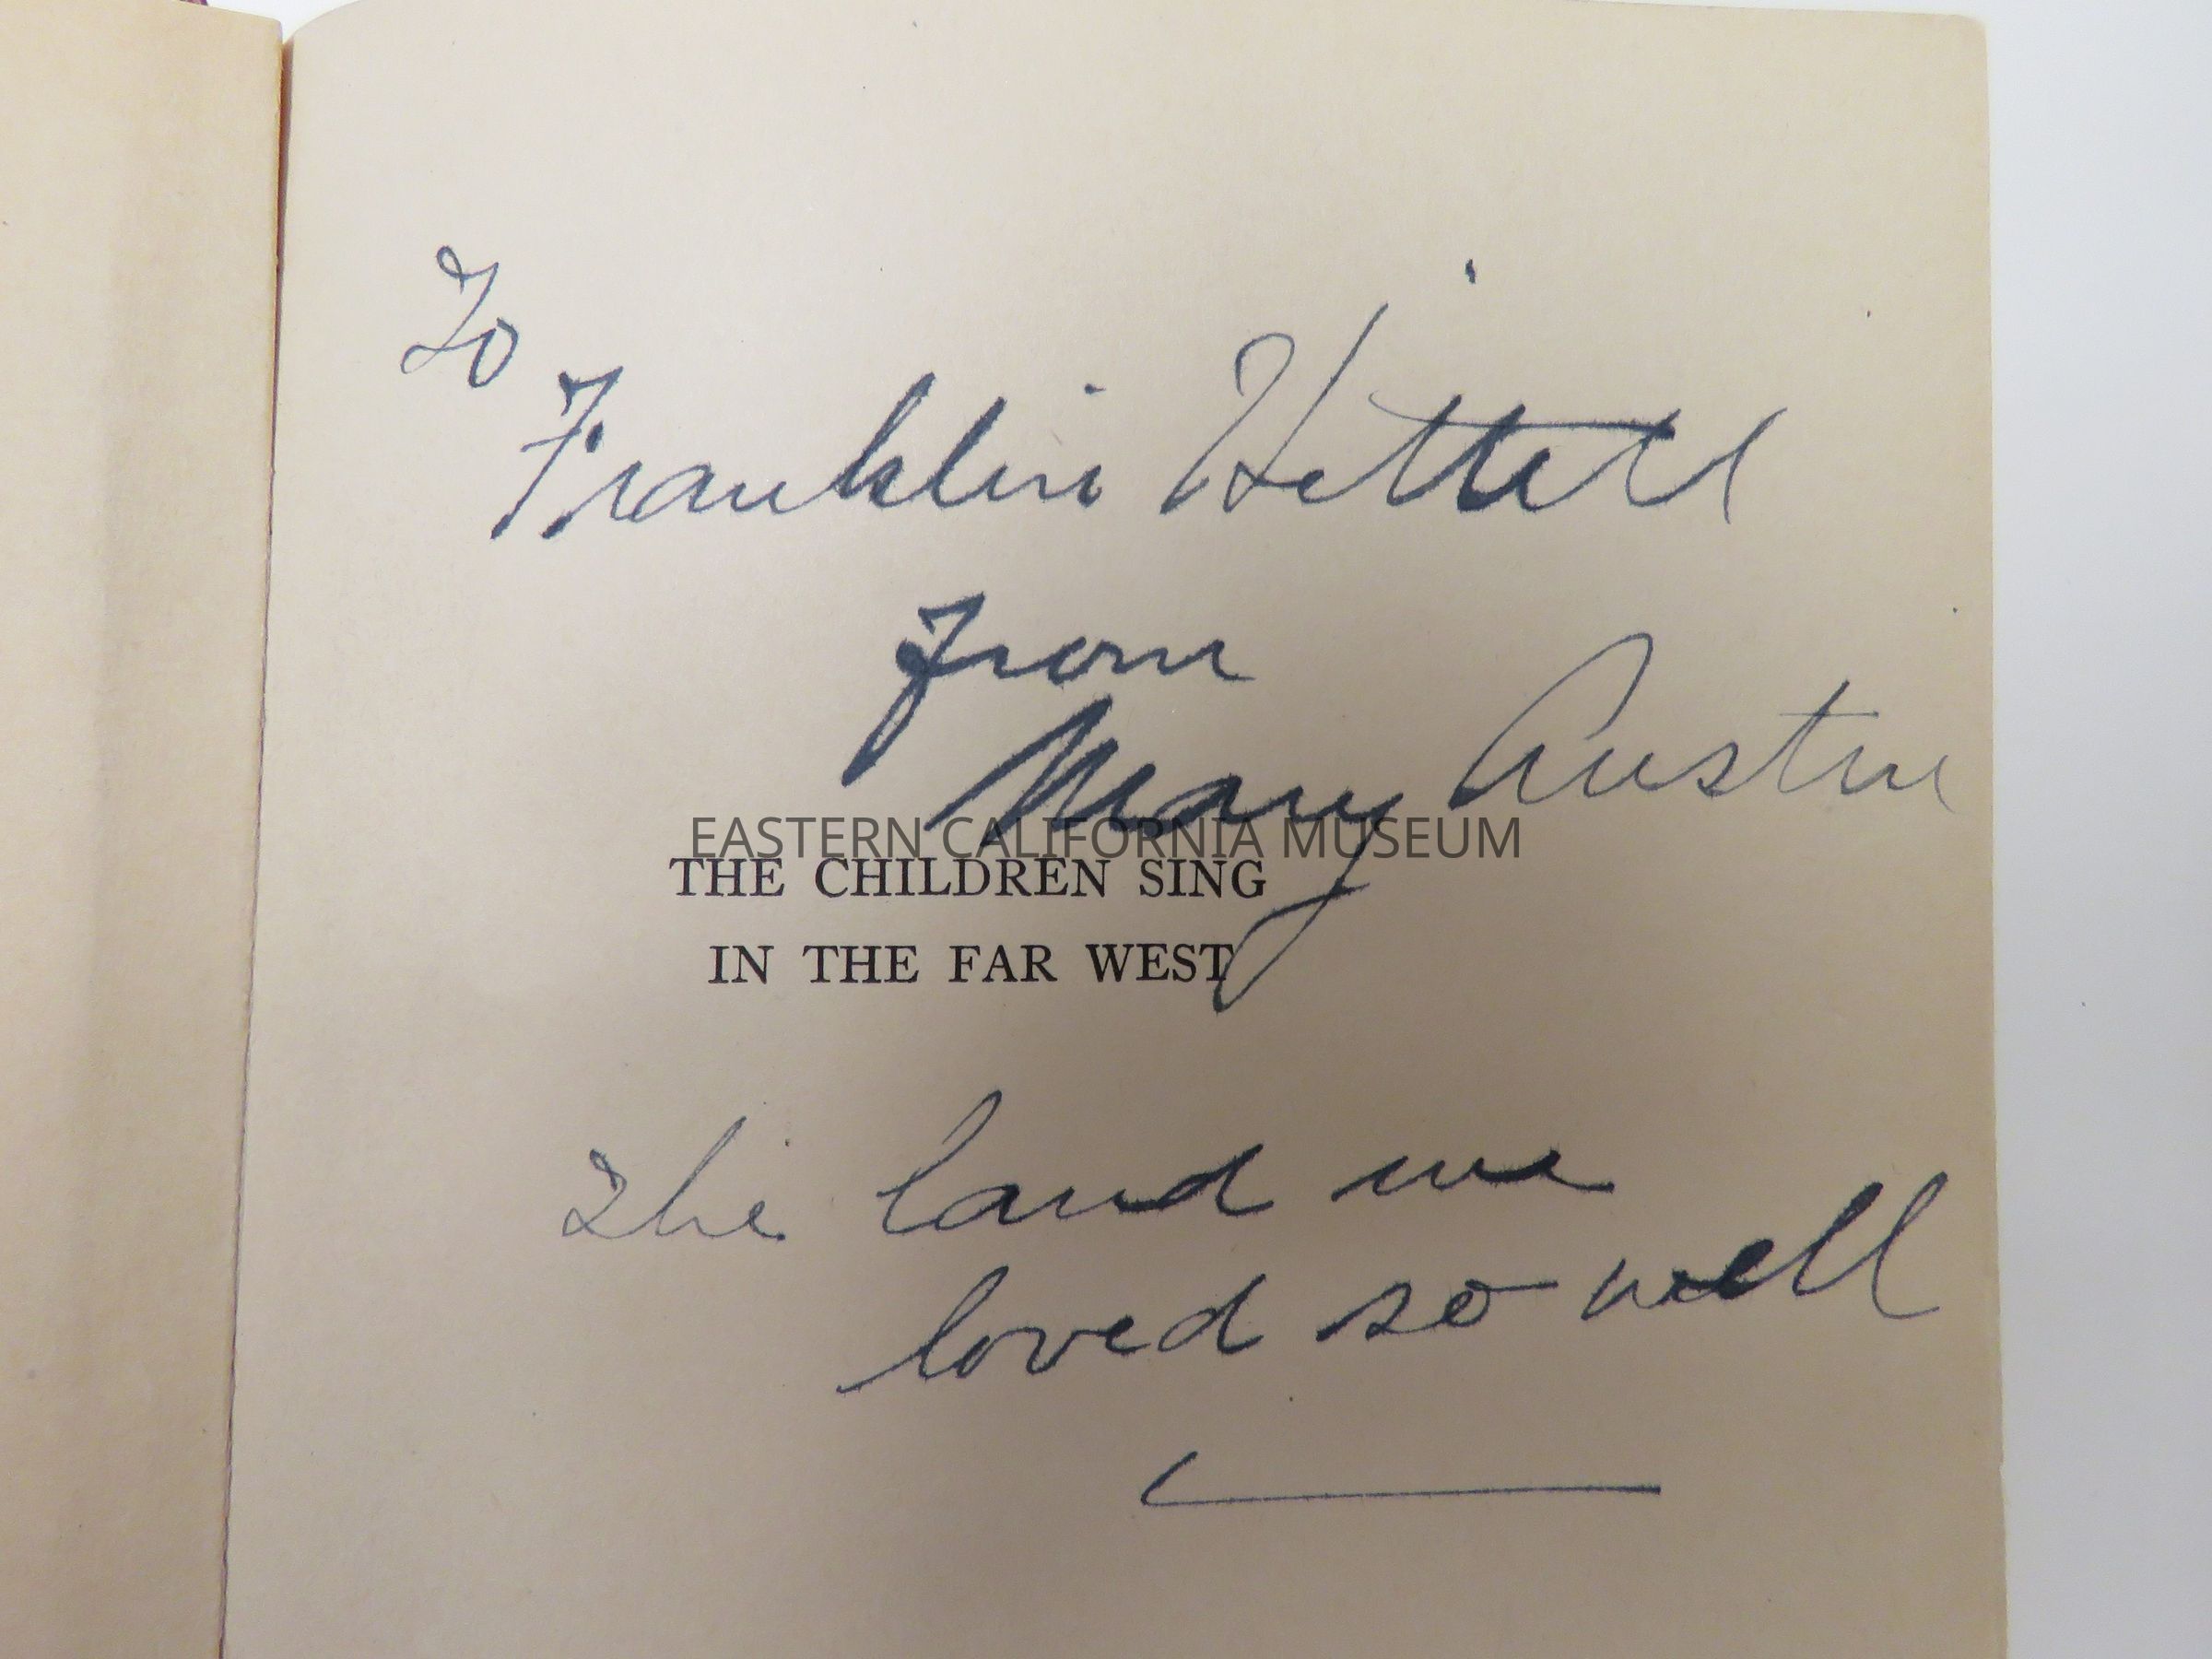 To
Franklin Hittell
from
Mary Austin
EASTERN CALIFORNIA MUSEUM
THE CHILDREN SING
IN THE FAR WEST
The land we
loved so well